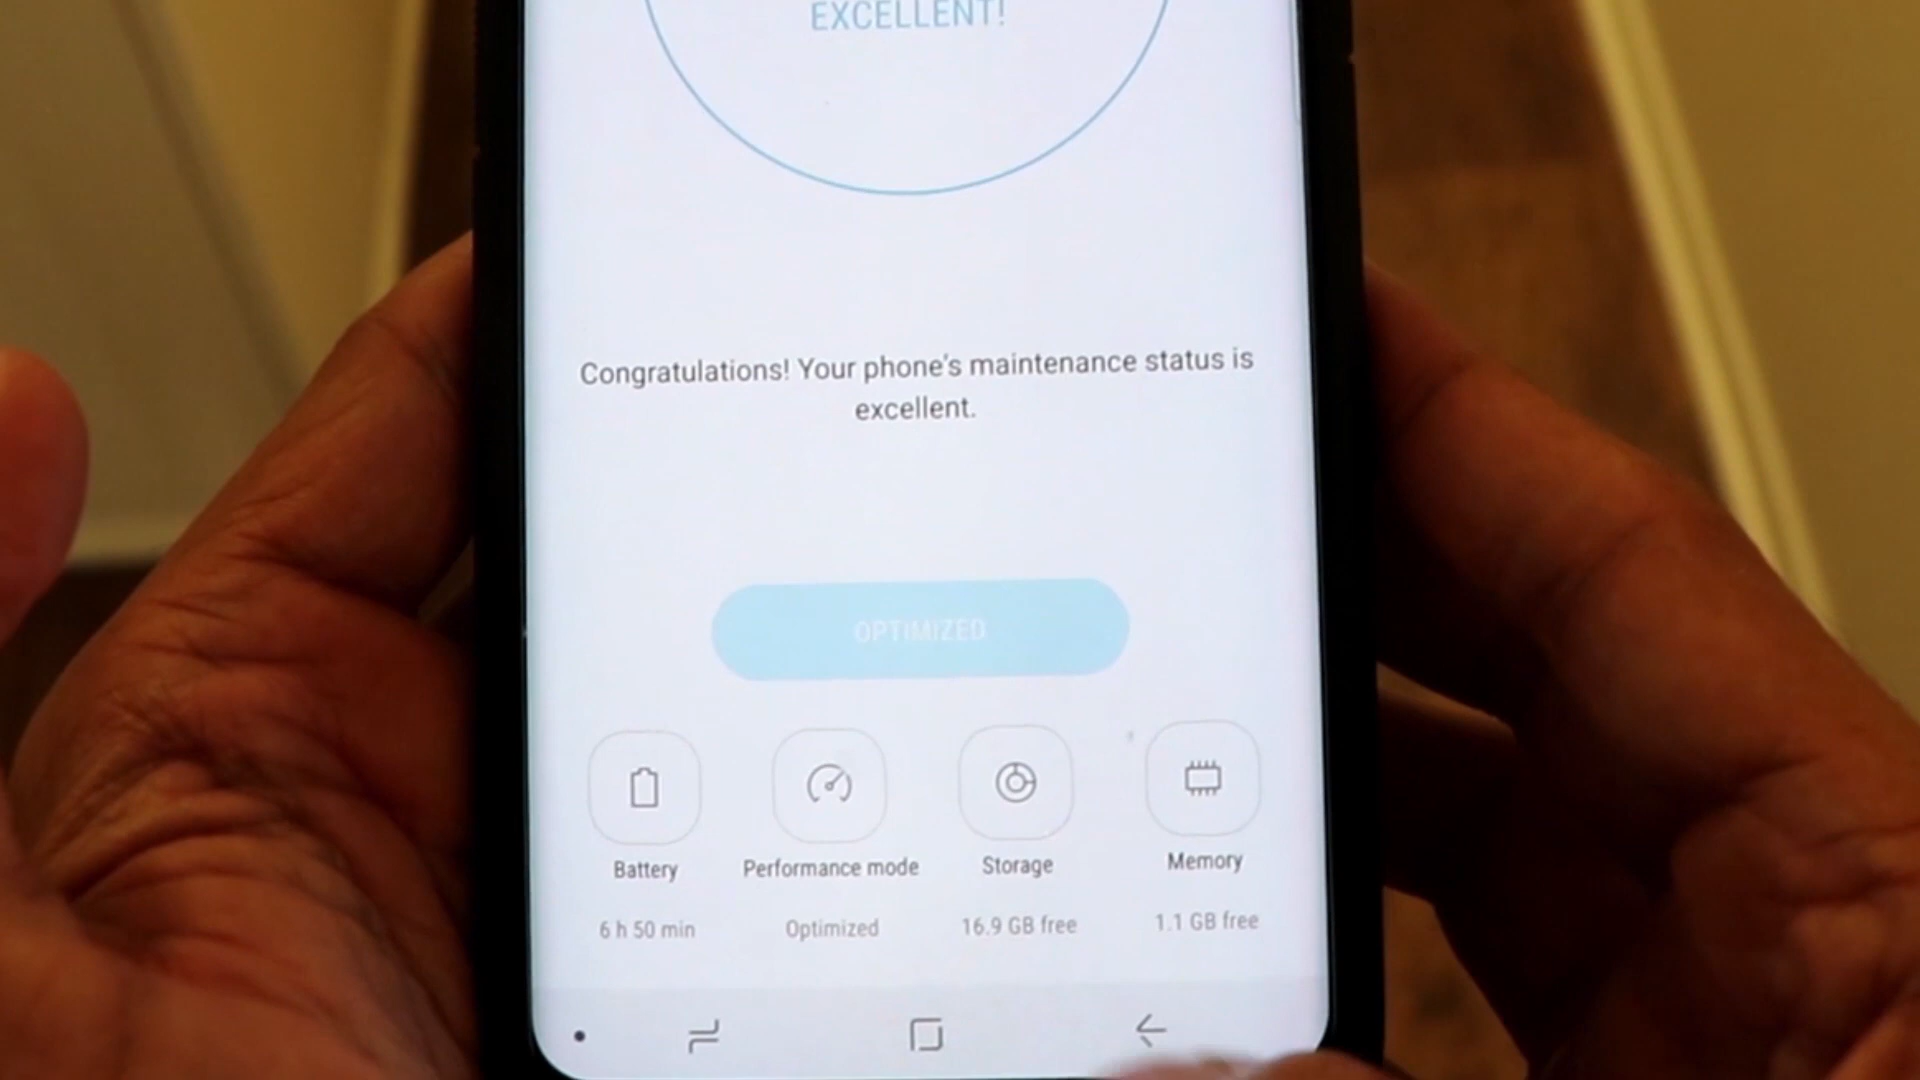 EXCELLENT!
Congratulations! Your phone's maintenance status is
excellent.
OPTIMIZED
Battery Performance mode Storage Memory
6 h 50 min Optimized 16.9 GB free 1.1 GB free